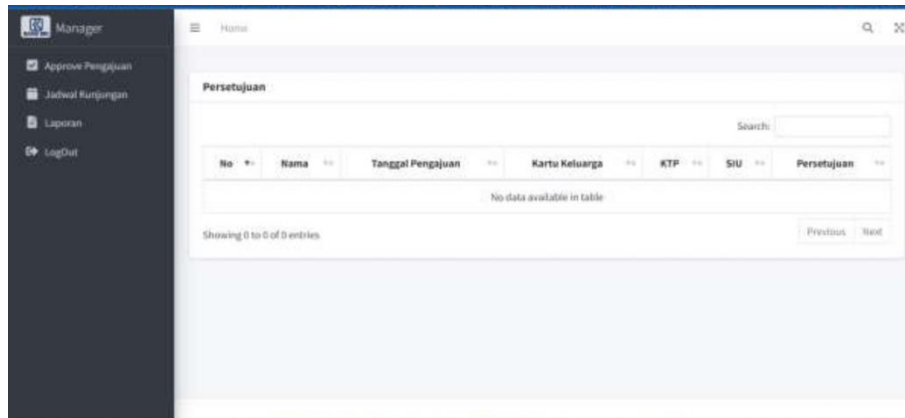 Manager
Home
Approve Pengajuan
Jadwal Kunjungan
Laporan
LogOut
Persetujuan
Search:
No Nama Tanggal Pengajuan Kartu Keluarga KTP SIU Persetujuan
No data available in table
Showing 0 to 0 of 0 entries
Previous Next